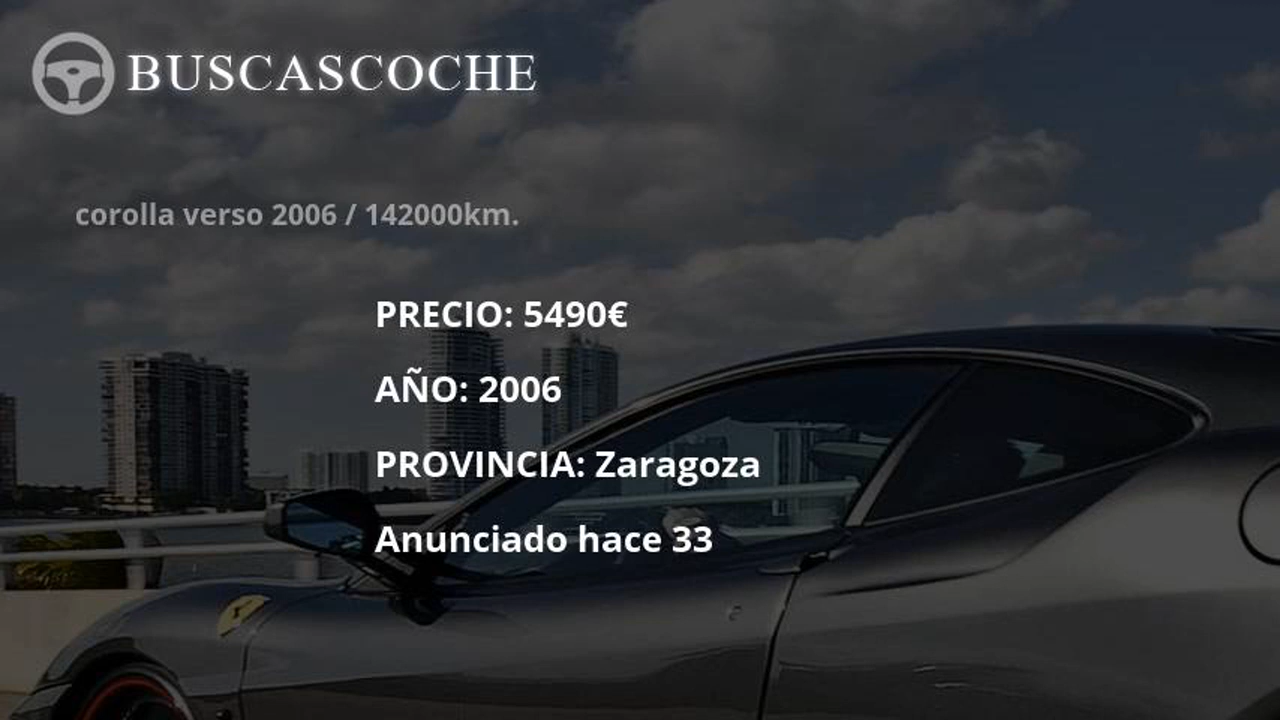 BUSCASCOCHE
corolla verso 2006 / 142000km.
PRECIO: 5490€
AÑO: 2006
PROVINCIA: Zaragoza
Anunciado hace 33